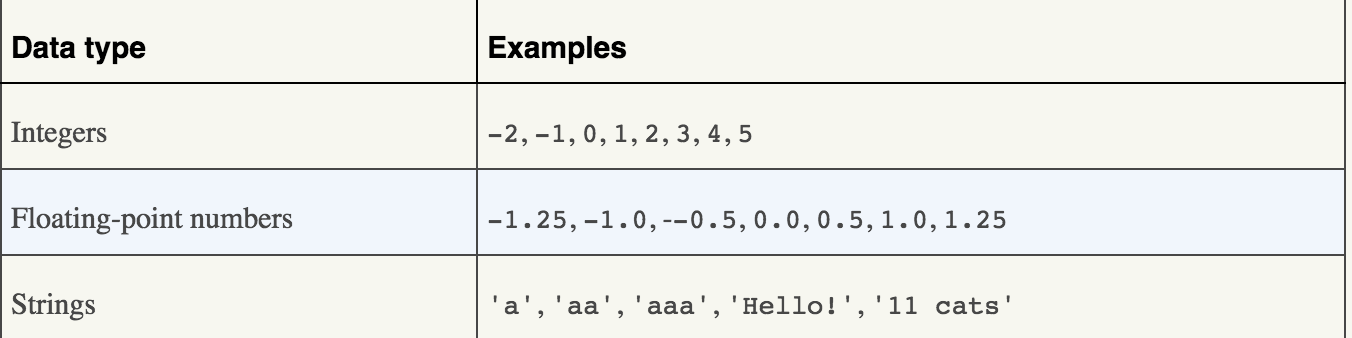 Data type Examples
Integers -2, -1, 0, 1, 2, 3, 4, 5
Floating-point numbers -1.25, -1.0, --0.5, 0.0, 0.5, 1.0, 1.25
Strings 'a', 'aa', 'aaa', 'Hello!', '11 cats'